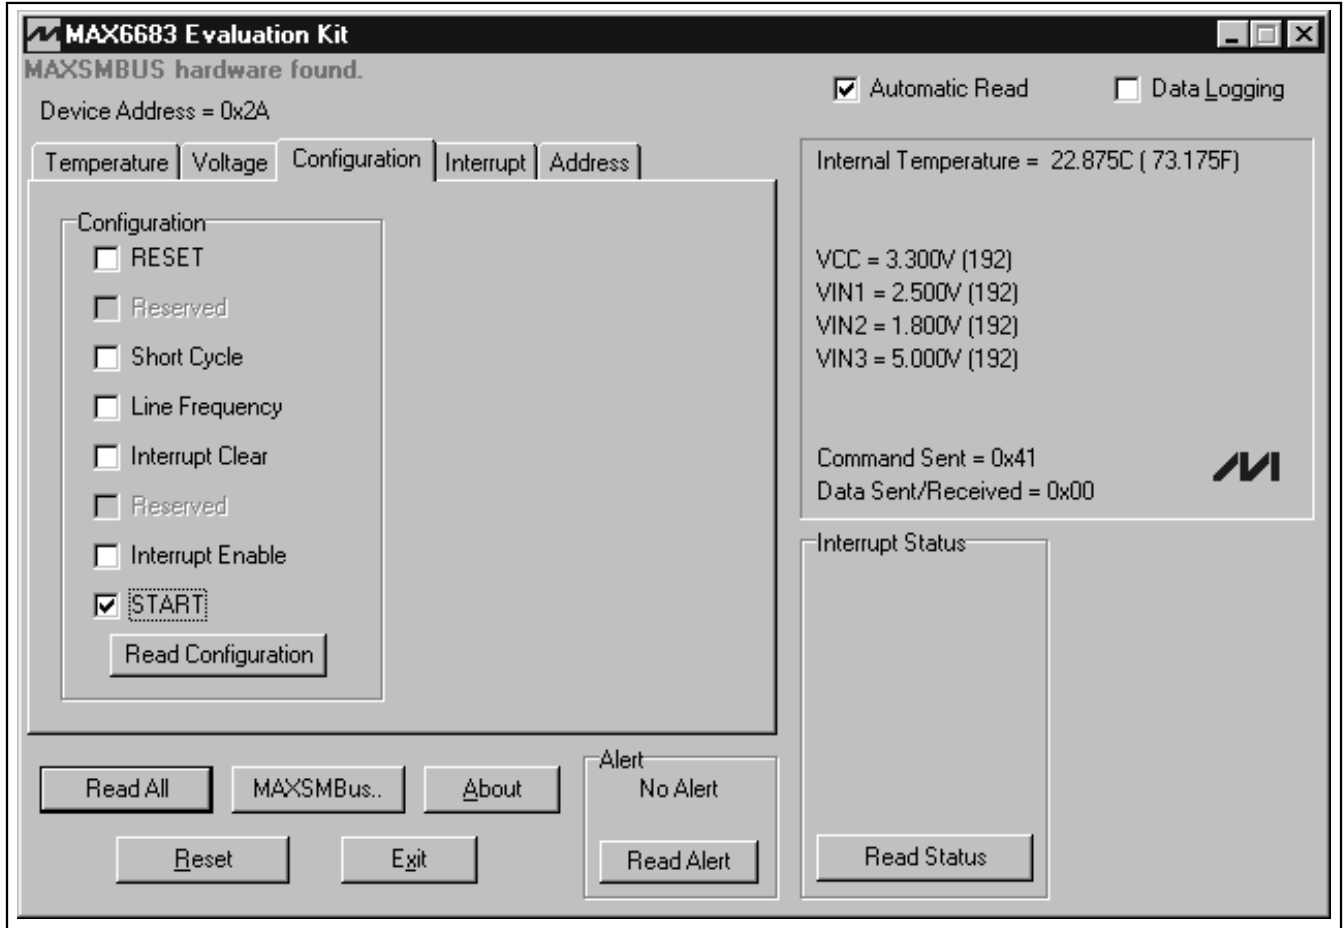 MAX6683 Evaluation Kit
MAXSMBUS hardware found.
Device Address = 0x2A
Automatic Read
Data Logging
Temperature
Voltage
Configuration
Interrupt
Address
Configuration
RESET
Reserved
Short Cycle
Line Frequency
Interrupt Clear
Reserved
Interrupt Enable
START
Read Configuration
Internal Temperature = 22.875C ( 73.175F)
VCC = 3.300V (192)
VIN1 = 2.500V (192)
VIN2 = 1.800V (192)
VIN3 = 5.000V (192)
Command Sent = 0x41
Data Sent/Received = 0x00
Interrupt Status
Read Status
Read All
MAXSMBus..
About
Reset
Exit
Alert
No Alert
Read Alert